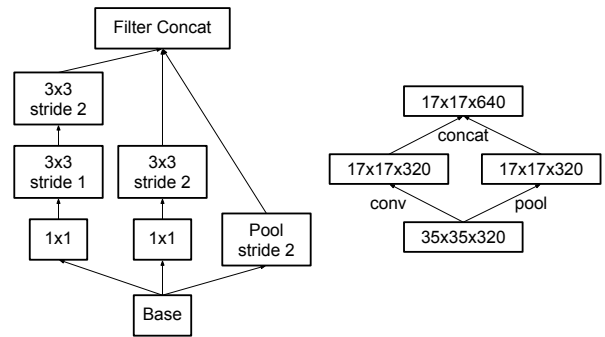 Filter Concat
3x3
stride 2
3x3
stride 1
3x3
stride 2
1x1
1x1
Pool
stride 2
Base
17x17x640
concat
17x17x320
17x17x320
conv
pool
35x35x320